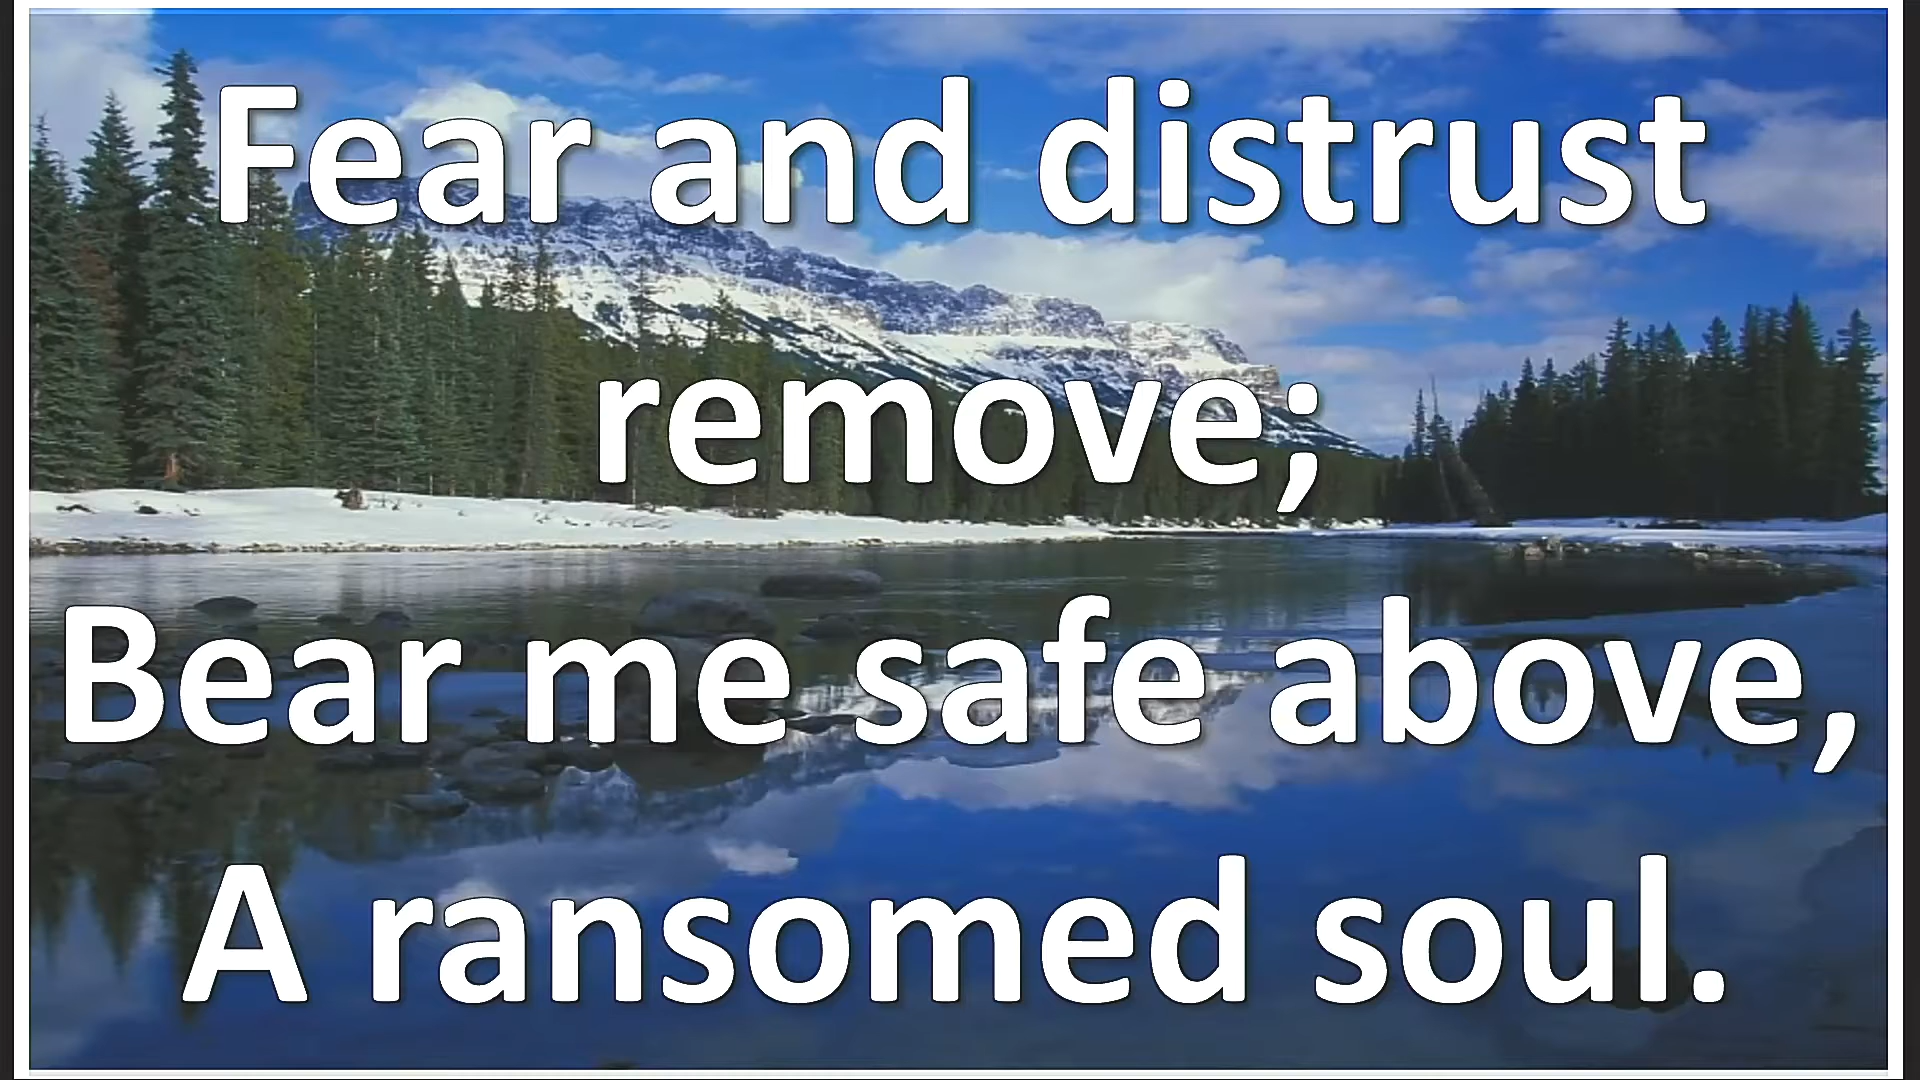 Fear and distrust
remove;
Bear me safe above,
A ransomed soul.